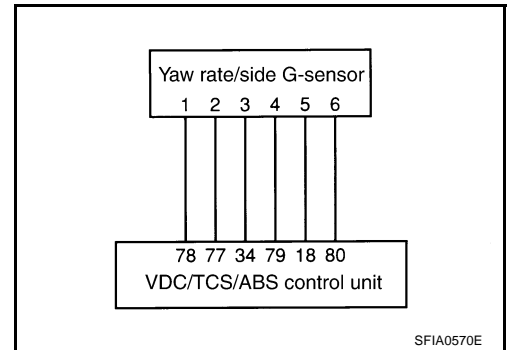 Yaw rate/side G-sensor
1 2 3 4 5 6
78 77 34 79 18 80
VDC/TCS/ABS control unit
SFIA0570E